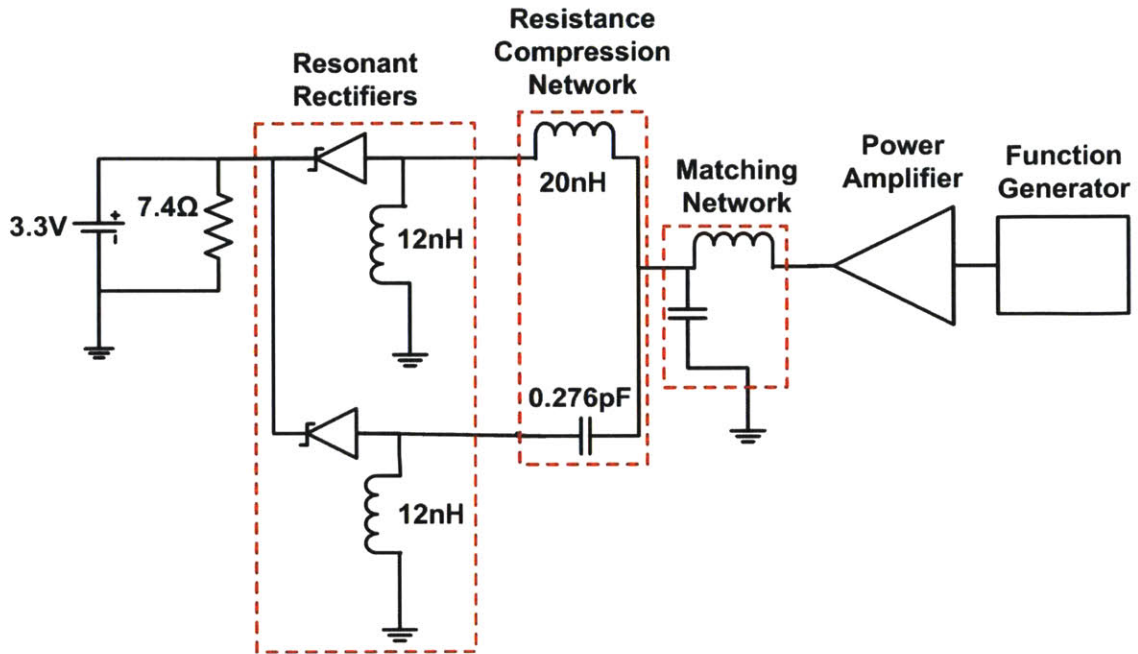 Resistance
Compression
Network
Resonant
Rectifiers
Power
Amplifier
Function
Generator
Matching
Network
20nH
7.4Ω
3.3V
12nH
0.276pF
12nH